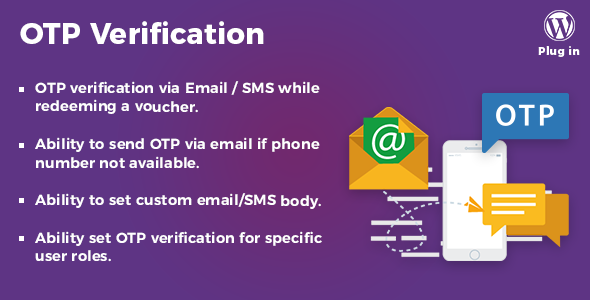 OTP Verification
Plug in
OTP verification via Email / SMS while
redeeming a voucher.
Ability to send OTP via email if phone
number not available.
Ability to set custom email/SMS body.
Ability set OTP verification for specific
user roles.
@
OTP